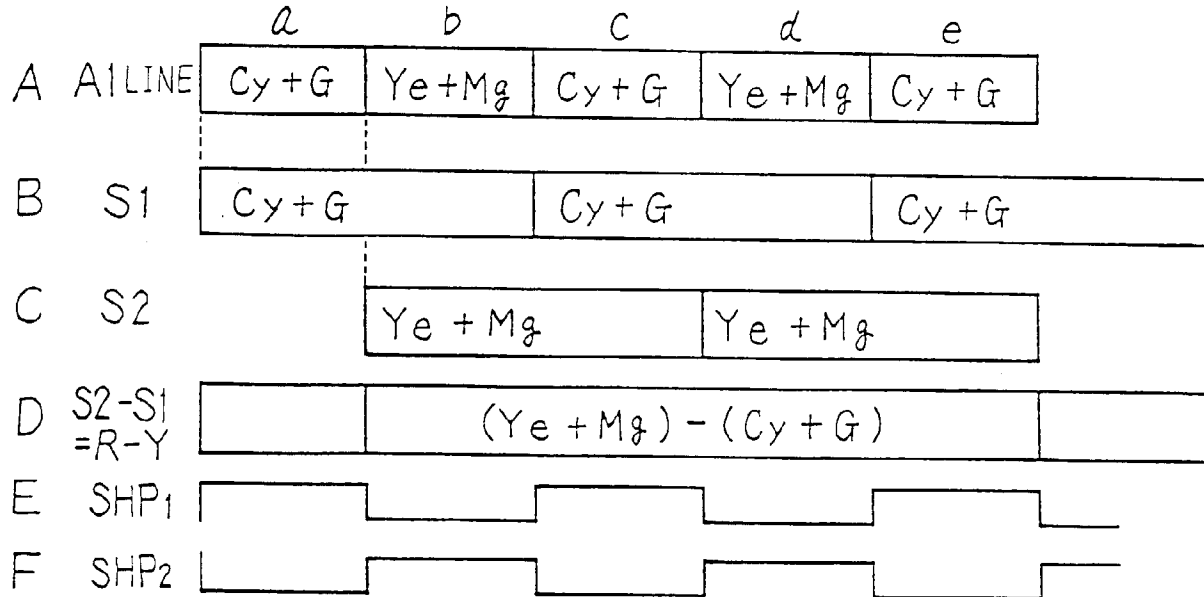 a b c d e
A A1LINE Cy+G Ye+Mg Cy+G Ye+Mg Cy+G
B S1 Cy+G Cy+G Cy+G
C S2 Ye+Mg Ye+Mg
D S2-S1
=R-Y (Ye+Mg)-(Cy+G)
E SHP1
F SHP2